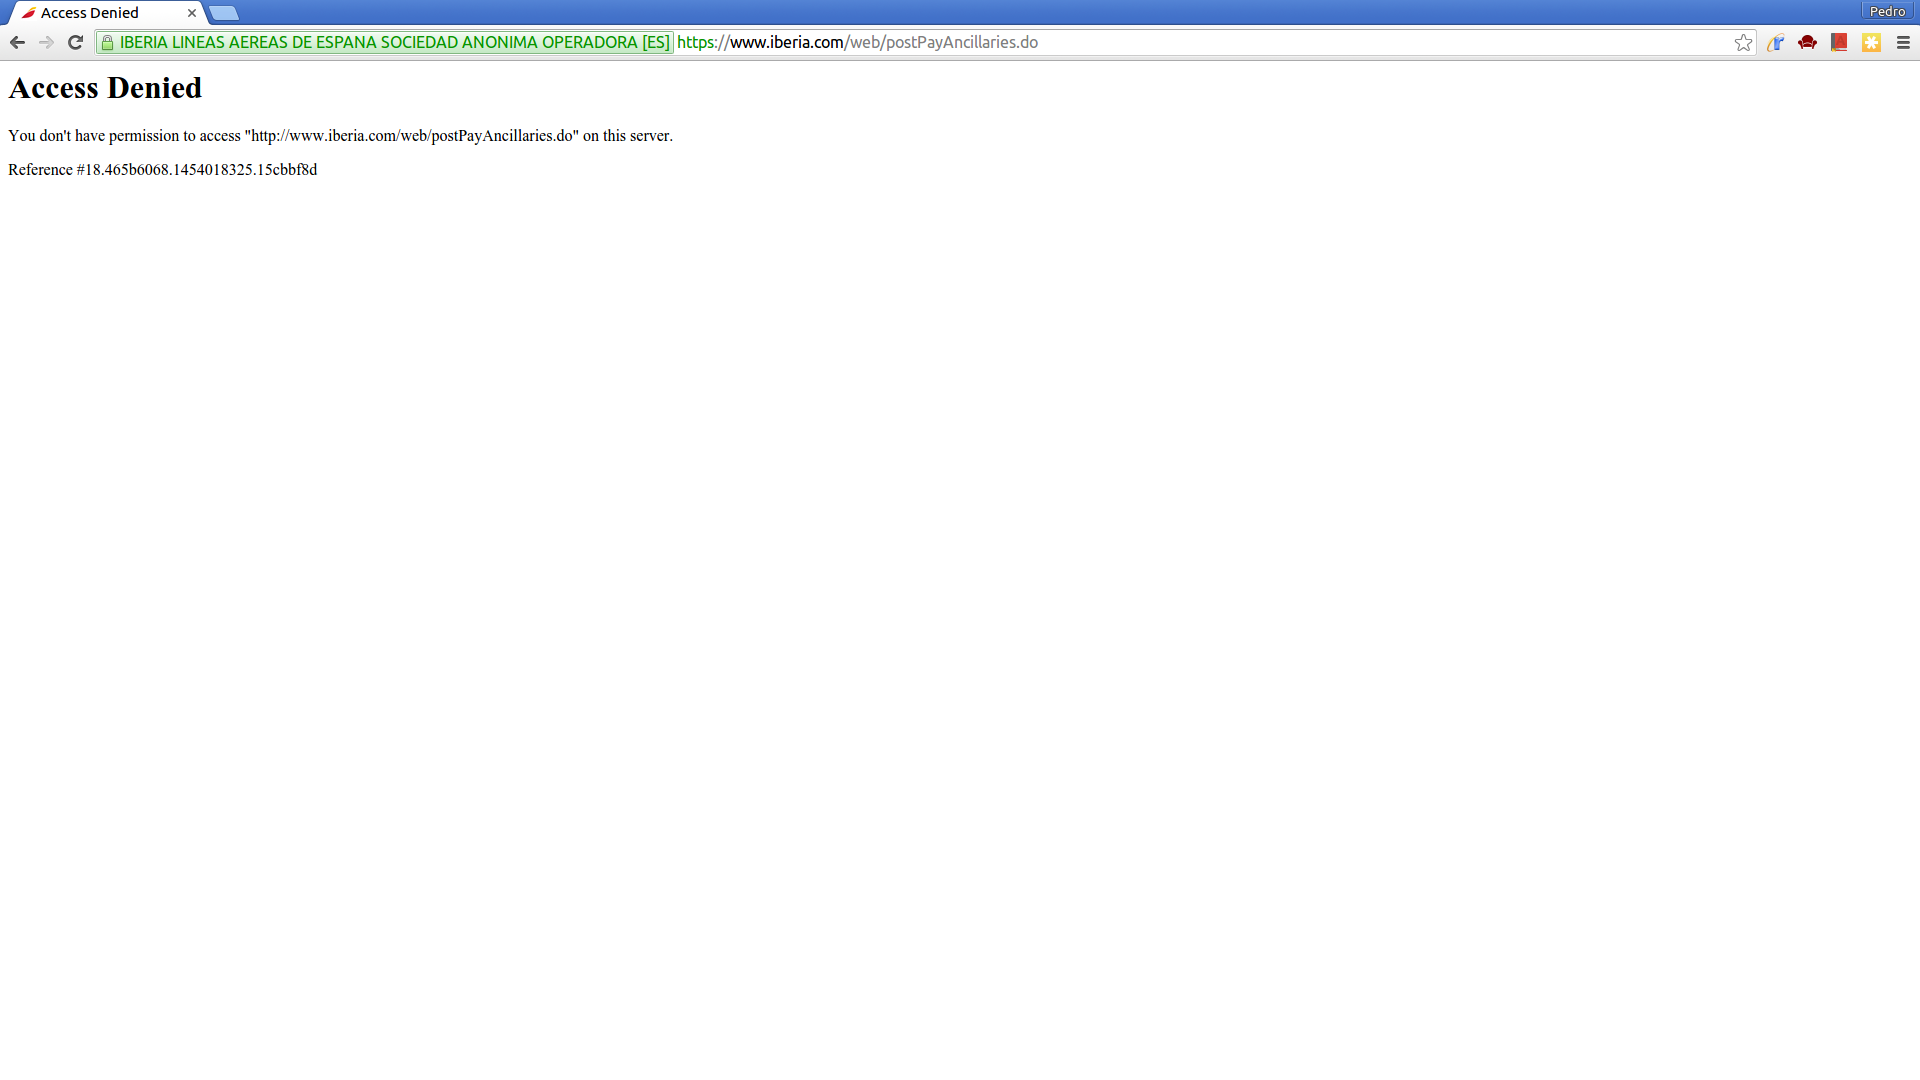 Access Denied
Pedro
IBERIA LINEAS AEREAS DE ESPANA SOCIEDAD ANONIMA OPERADORA [ES] https://www.iberia.com/web/postPayAncillaries.do
Access Denied
You don't have permission to access "http://www.iberia.com/web/postPayAncillaries.do" on this server.
Reference #18.465b6068.1454018325.15cbbf8d